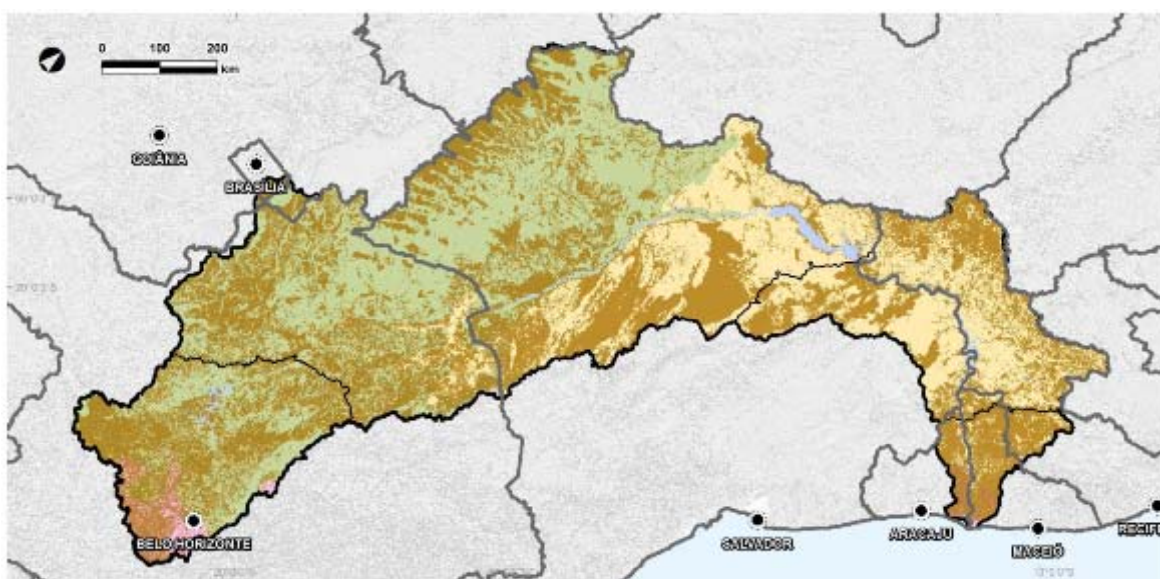 0 100 200
km
GOIÂNIA
BRASÍLIA
BELO HORIZONTE
SALVADOR
ARACAJU
MACEIÓ
RECIFE